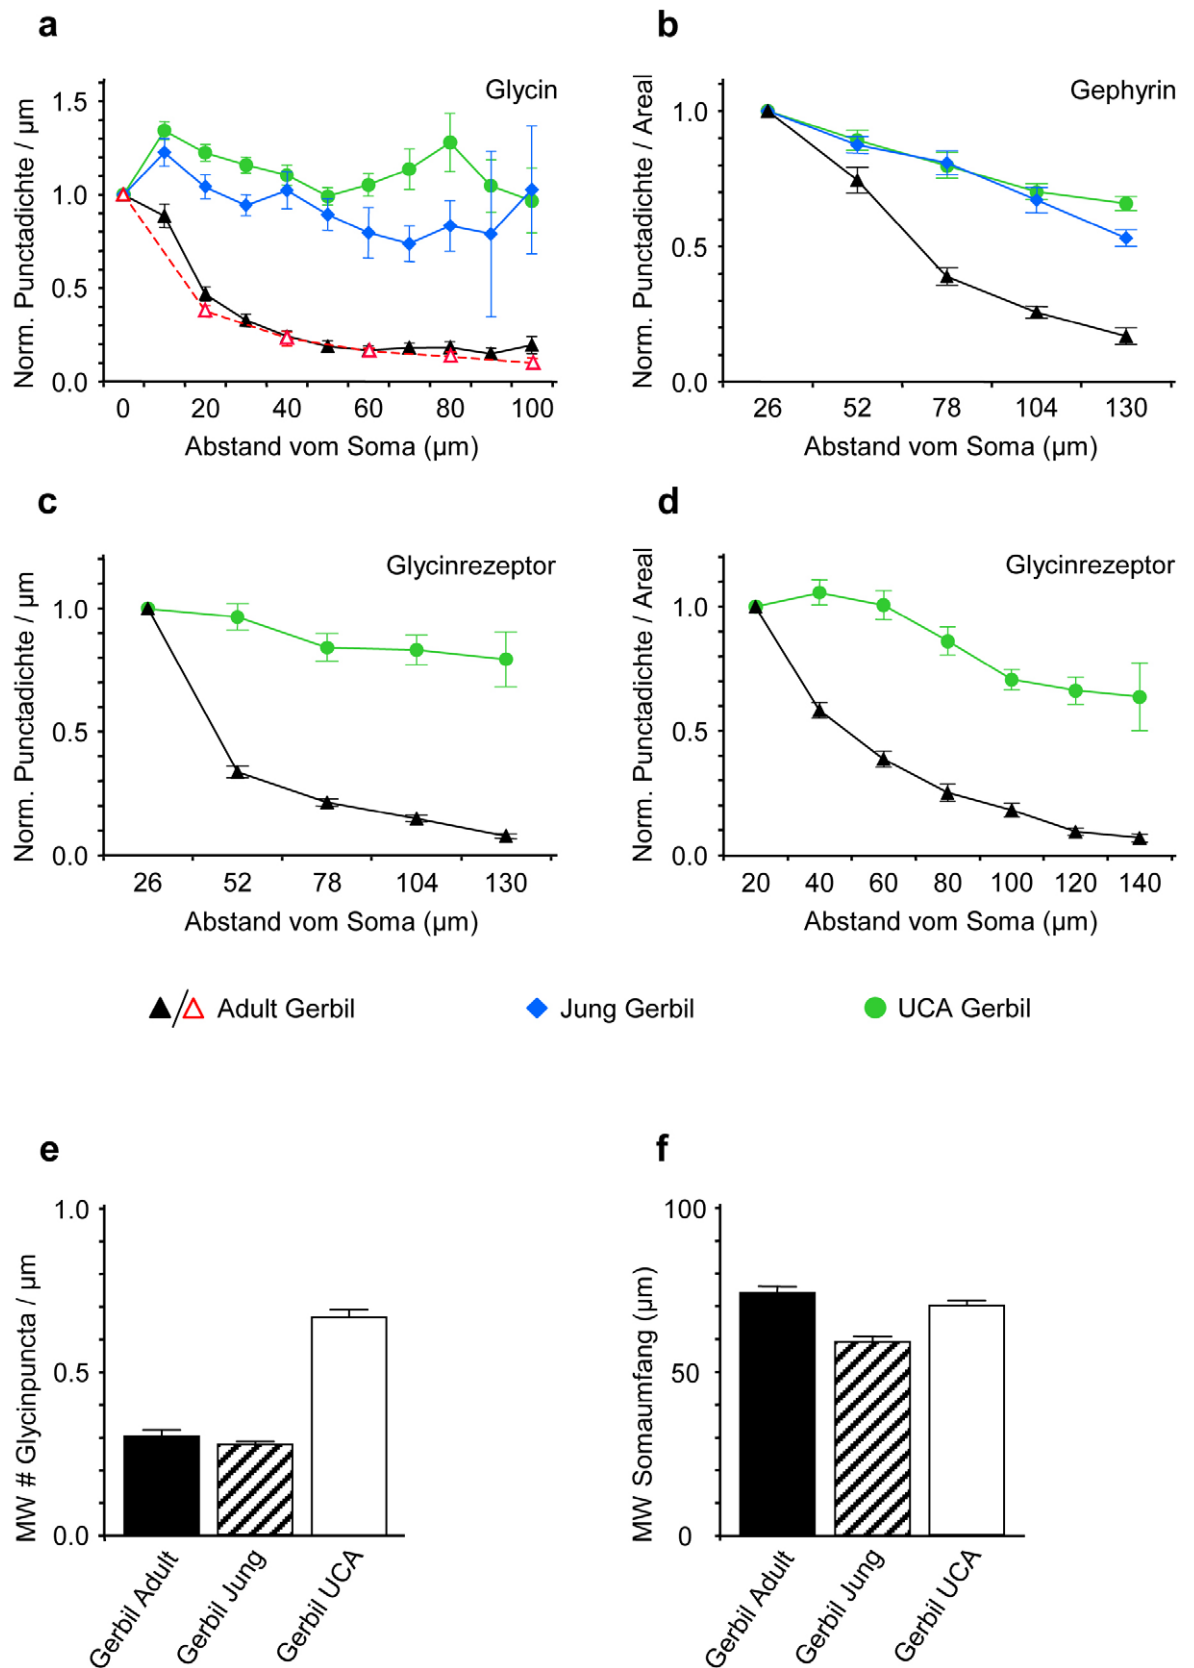 a
Glycin
Norm. Punctadichte / µm
1.5
1.0
0.5
0.0
0 20 40 60 80 100
Abstand vom Soma (µm)
b
Gephyrin
Norm. Punctadichte / Areal
1.0
0.5
0.0
26 52 78 104 130
Abstand vom Soma (µm)
c
Glycinrezeptor
Norm. Punctadichte / µm
1.0
0.5
0.0
26 52 78 104 130
Abstand vom Soma (µm)
d
Glycinrezeptor
Norm. Punctadichte / Areal
1.0
0.5
0.0
20 40 60 80 100 120 140
Abstand vom Soma (µm)
/ Adult Gerbil
Jung Gerbil
UCA Gerbil
e
MW # Glycinpuncta / µm
1.0
0.5
0.0
Gerbil Adult
Gerbil Jung
Gerbil UCA
f
MW Somaumfang (µm)
100
50
0
Gerbil Adult
Gerbil Jung
Gerbil UCA